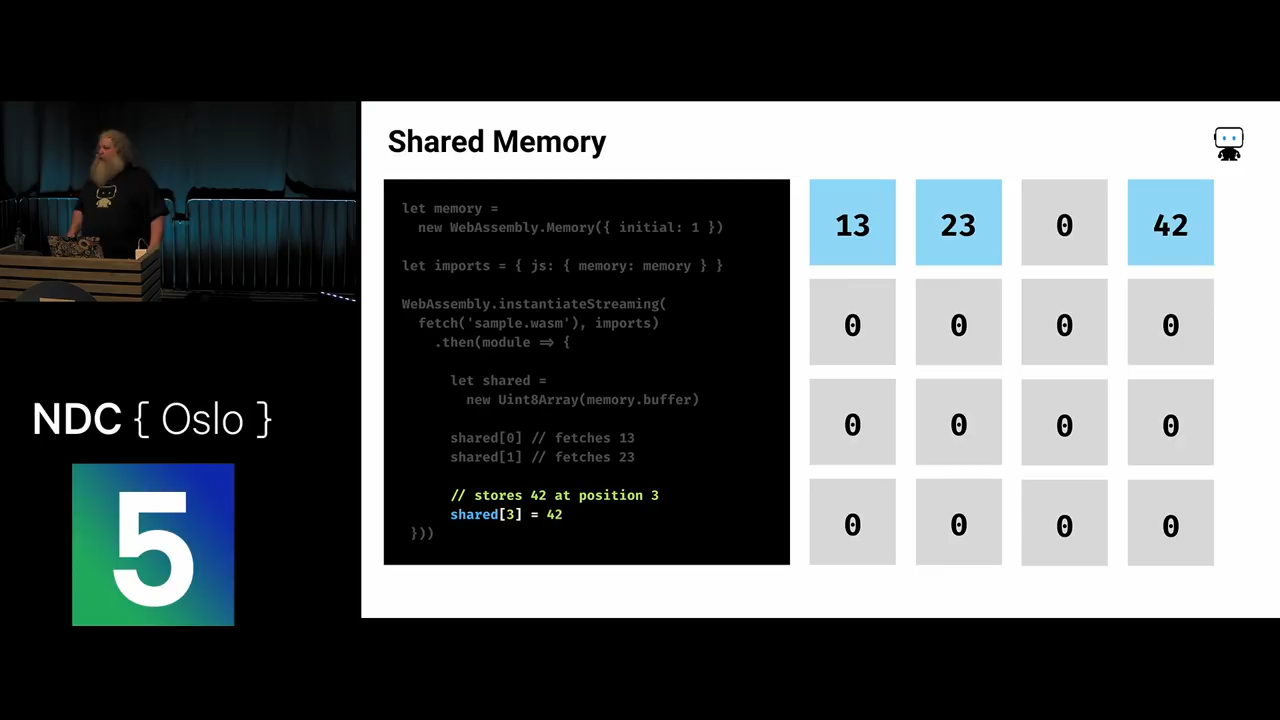 Shared Memory
let memory =
new WebAssembly.Memory({ initial: 1 })
let imports = { js: { memory: memory } }
WebAssembly.instantiateStreaming(
fetch('sample.wasm'), imports)
.then(module => {
let shared =
new Uint8Array(memory.buffer)
shared[0] // fetches 13
shared[1] // fetches 23
// stores 42 at position 3
shared[3] = 42
}))
13 23 0 42
0 0 0 0
0 0 0 0
0 0 0 0
NDC { Oslo }
5